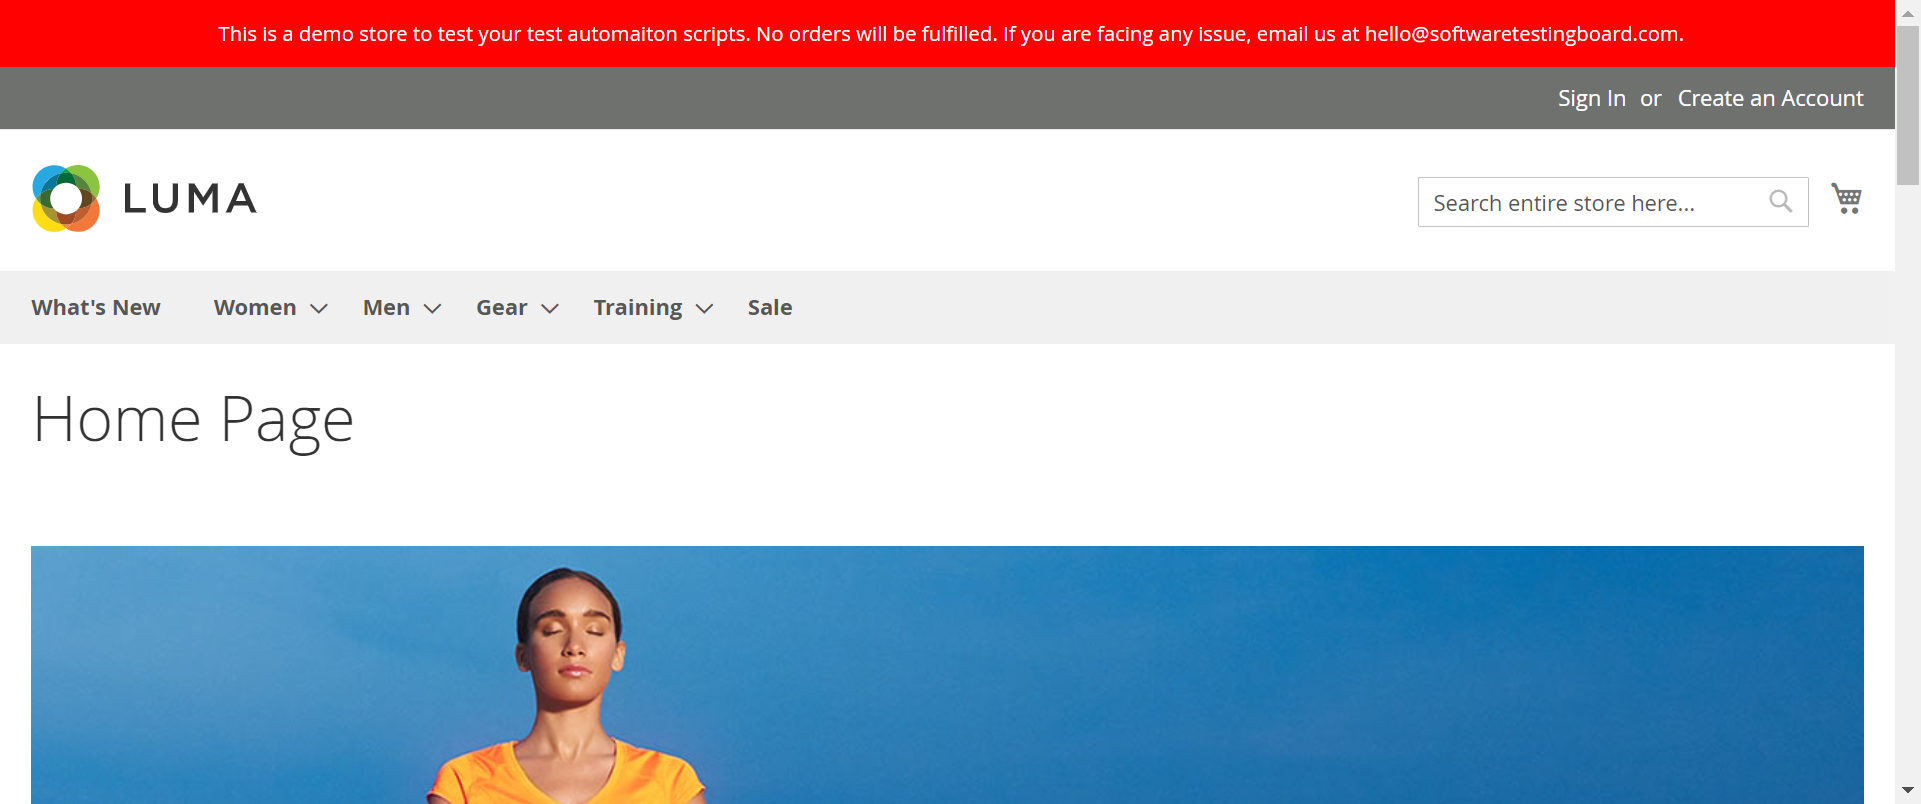 This is a demo store to test your test automaiton scripts. No orders will be fulfilled. If you are facing any issue, email us at hello@softwaretestingboard.com.
Sign In or Create an Account
LUMA
Search entire store here...
What's New Women Men Gear Training Sale
Home Page